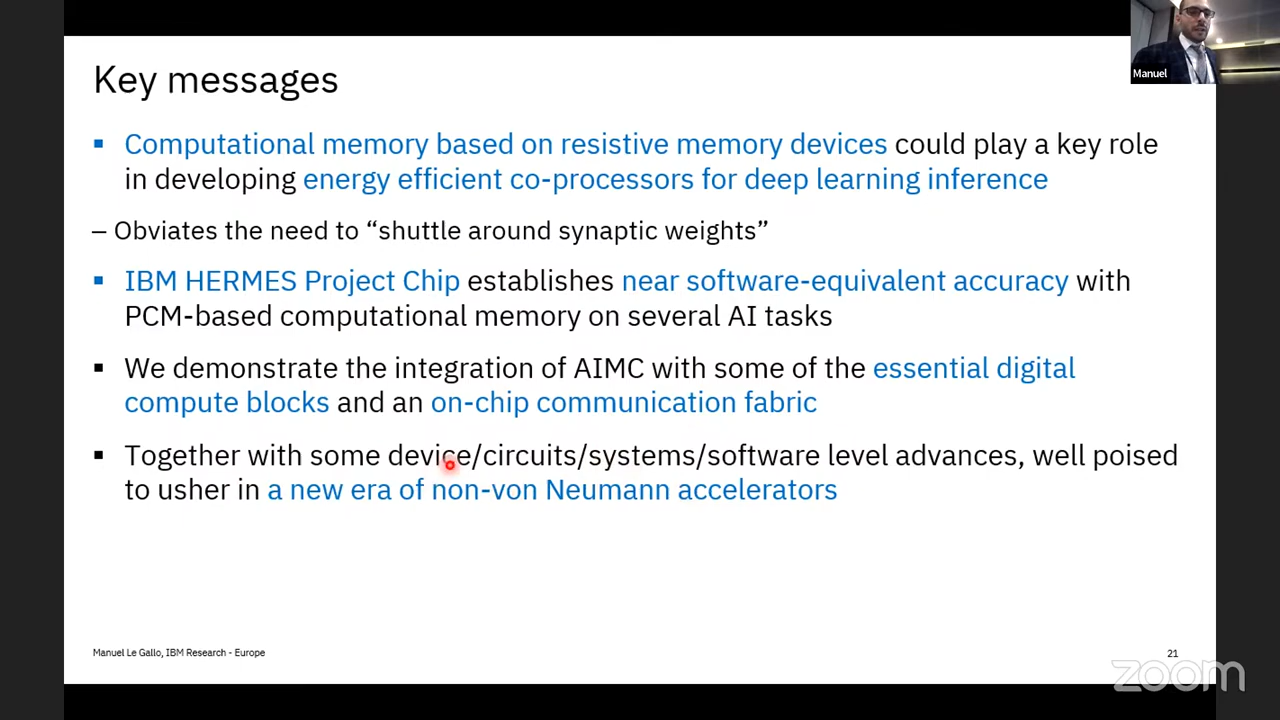 Manuel
Key messages
▪ Computational memory based on resistive memory devices could play a key role
in developing energy efficient co-processors for deep learning inference
– Obviates the need to “shuttle around synaptic weights”
▪ IBM HERMES Project Chip establishes near software-equivalent accuracy with
PCM-based computational memory on several AI tasks
▪ We demonstrate the integration of AIMC with some of the essential digital
compute blocks and an on-chip communication fabric
▪ Together with some device/circuits/systems/software level advances, well poised
to usher in a new era of non-von Neumann accelerators
Manuel Le Gallo, IBM Research - Europe
21
zoom